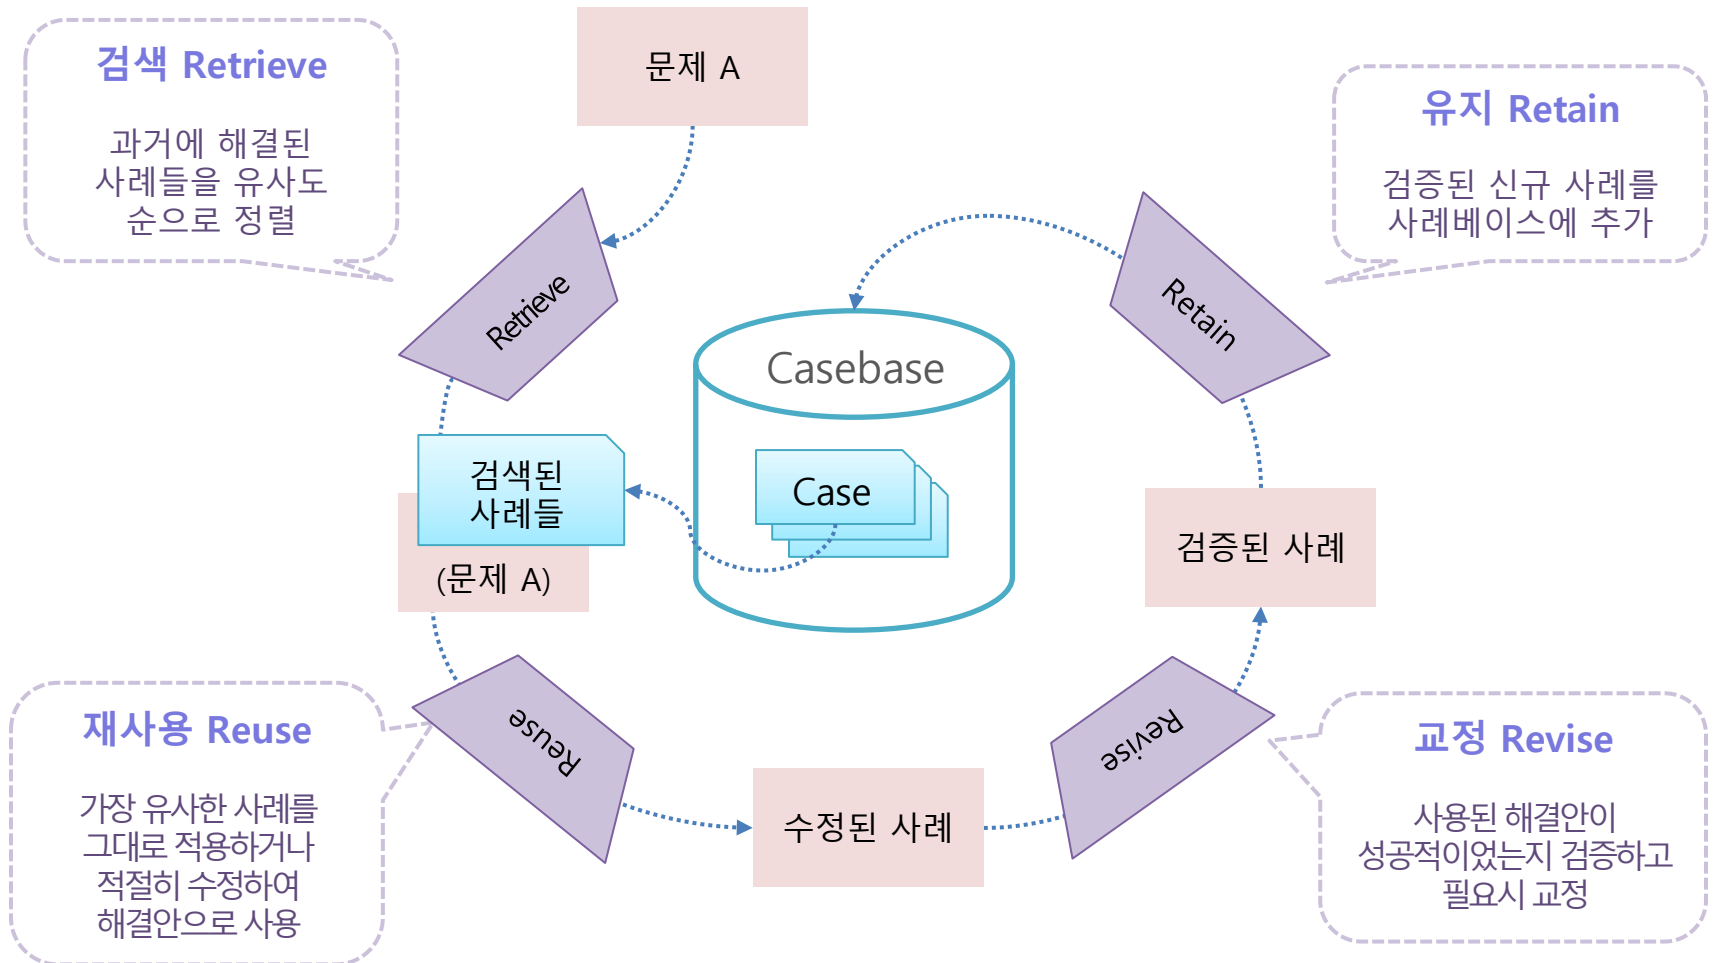 검색 Retrieve
과거에 해결된
사례들을 유사도
순으로 정렬
문제 A
유지 Retain
검증된 신규 사례를
사례베이스에 추가
Retrieve
Retain
Casebase
Case
검색된
사례들
(문제 A)
검증된 사례
Reuse
Revise
수정된 사례
재사용 Reuse
가장 유사한 사례를
그대로 적용하거나
적절히 수정하여
해결안으로 사용
교정 Revise
사용된 해결안이
성공적이었는지 검증하고
필요시 교정